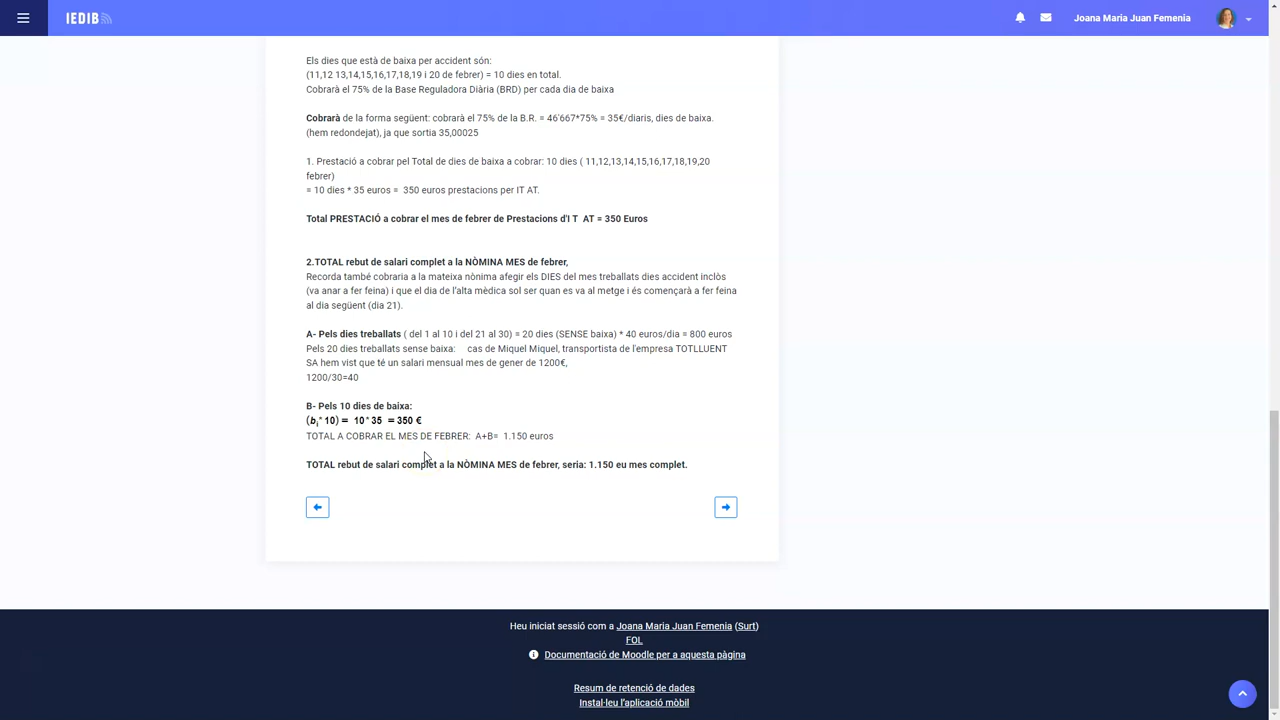 IEDIB
Joana Maria Juan Femenia
Els dies que està de baixa per accident són:
(11,12 13,14,15,16,17,18,19 i 20 de febrer) = 10 dies en total.
Cobrarà el 75% de la Base Reguladora Diària (BRD) per cada dia de baixa
Cobrarà de la forma següent: cobrarà el 75% de la B.R. = 46'667*75% = 35€/diaris, dies de baixa.
(hem redondejat), ja que sortia 35,00025
1. Prestació a cobrar pel Total de dies de baixa a cobrar: 10 dies ( 11,12,13,14,15,16,17,18,19,20
febrer)
= 10 dies * 35 euros = 350 euros prestacions per IT AT.
Total PRESTACIÓ a cobrar el mes de febrer de Prestacions d'I T AT = 350 Euros
2.TOTAL rebut de salari complet a la NÒMINA MES de febrer,
Recorda també cobraria a la mateixa nònima afegir els DIES del mes treballats dies accident inclòs
(va anar a fer feina) i que el dia de l'alta mèdica sol ser quan es va al metge i és començarà a fer feina
al dia següent (dia 21).
A- Pels dies treballats ( del 1 al 10 i del 21 al 30) = 20 dies (SENSE baixa) * 40 euros/dia = 800 euros
Pels 20 dies treballats sense baixa: cas de Miquel Miquel, transportista de l'empresa TOTLLUENT
SA hem vist que té un salari mensual mes de gener de 1200€,
1200/30=40
B- Pels 10 dies de baixa:
(bᵢ* 10) = 10* 35 = 350 €
TOTAL A COBRAR EL MES DE FEBRER: A+B= 1.150 euros
TOTAL rebut de salari complet a la NÒMINA MES de febrer, seria: 1.150 eu mes complet.
Heu iniciat sessió com a Joana Maria Juan Femenia (Surt)
FOL
Documentació de Moodle per a aquesta pàgina
Resum de retenció de dades
Instal·leu l'aplicació mòbil